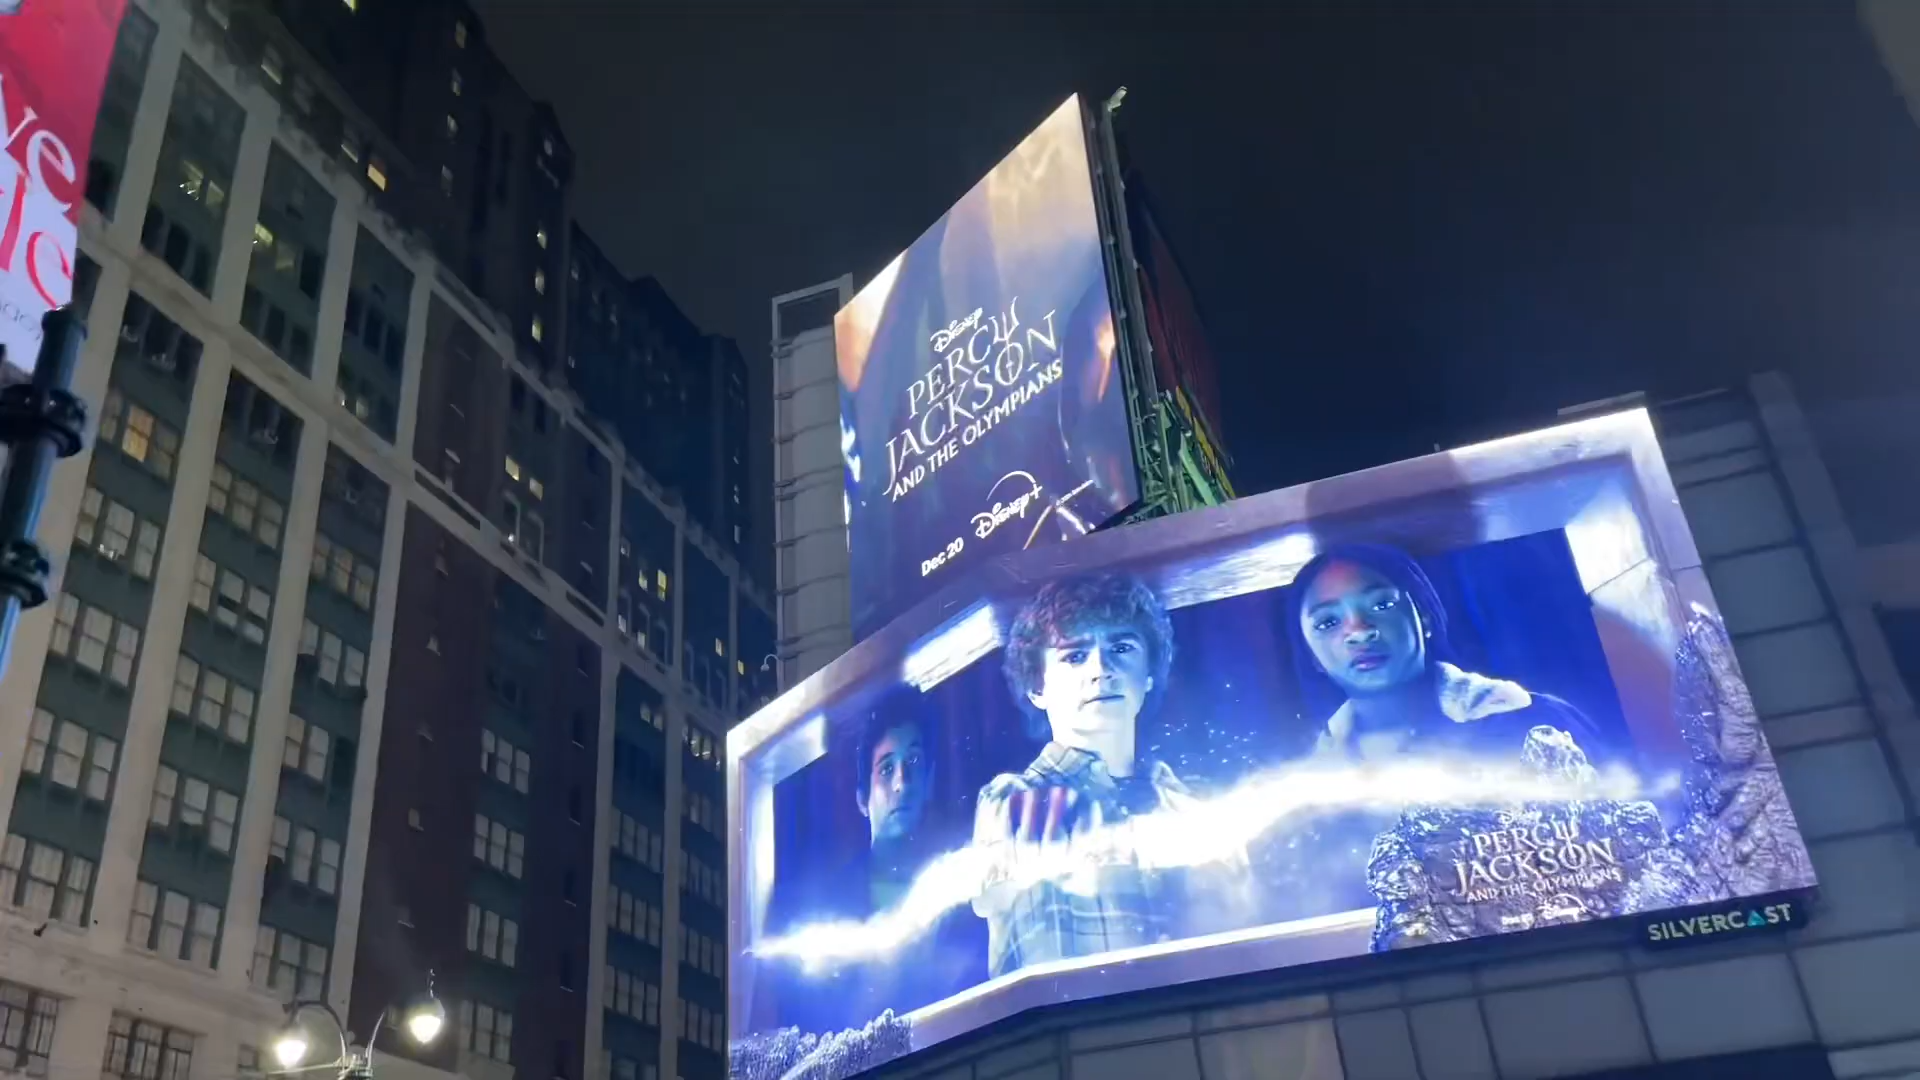 DISNEY
PERCY
JACKSON
AND THE OLYMPIANS
Dec 20
DISNEY+
PERCY
JACKSON
AND THE OLYMPIANS
SILVERCAST